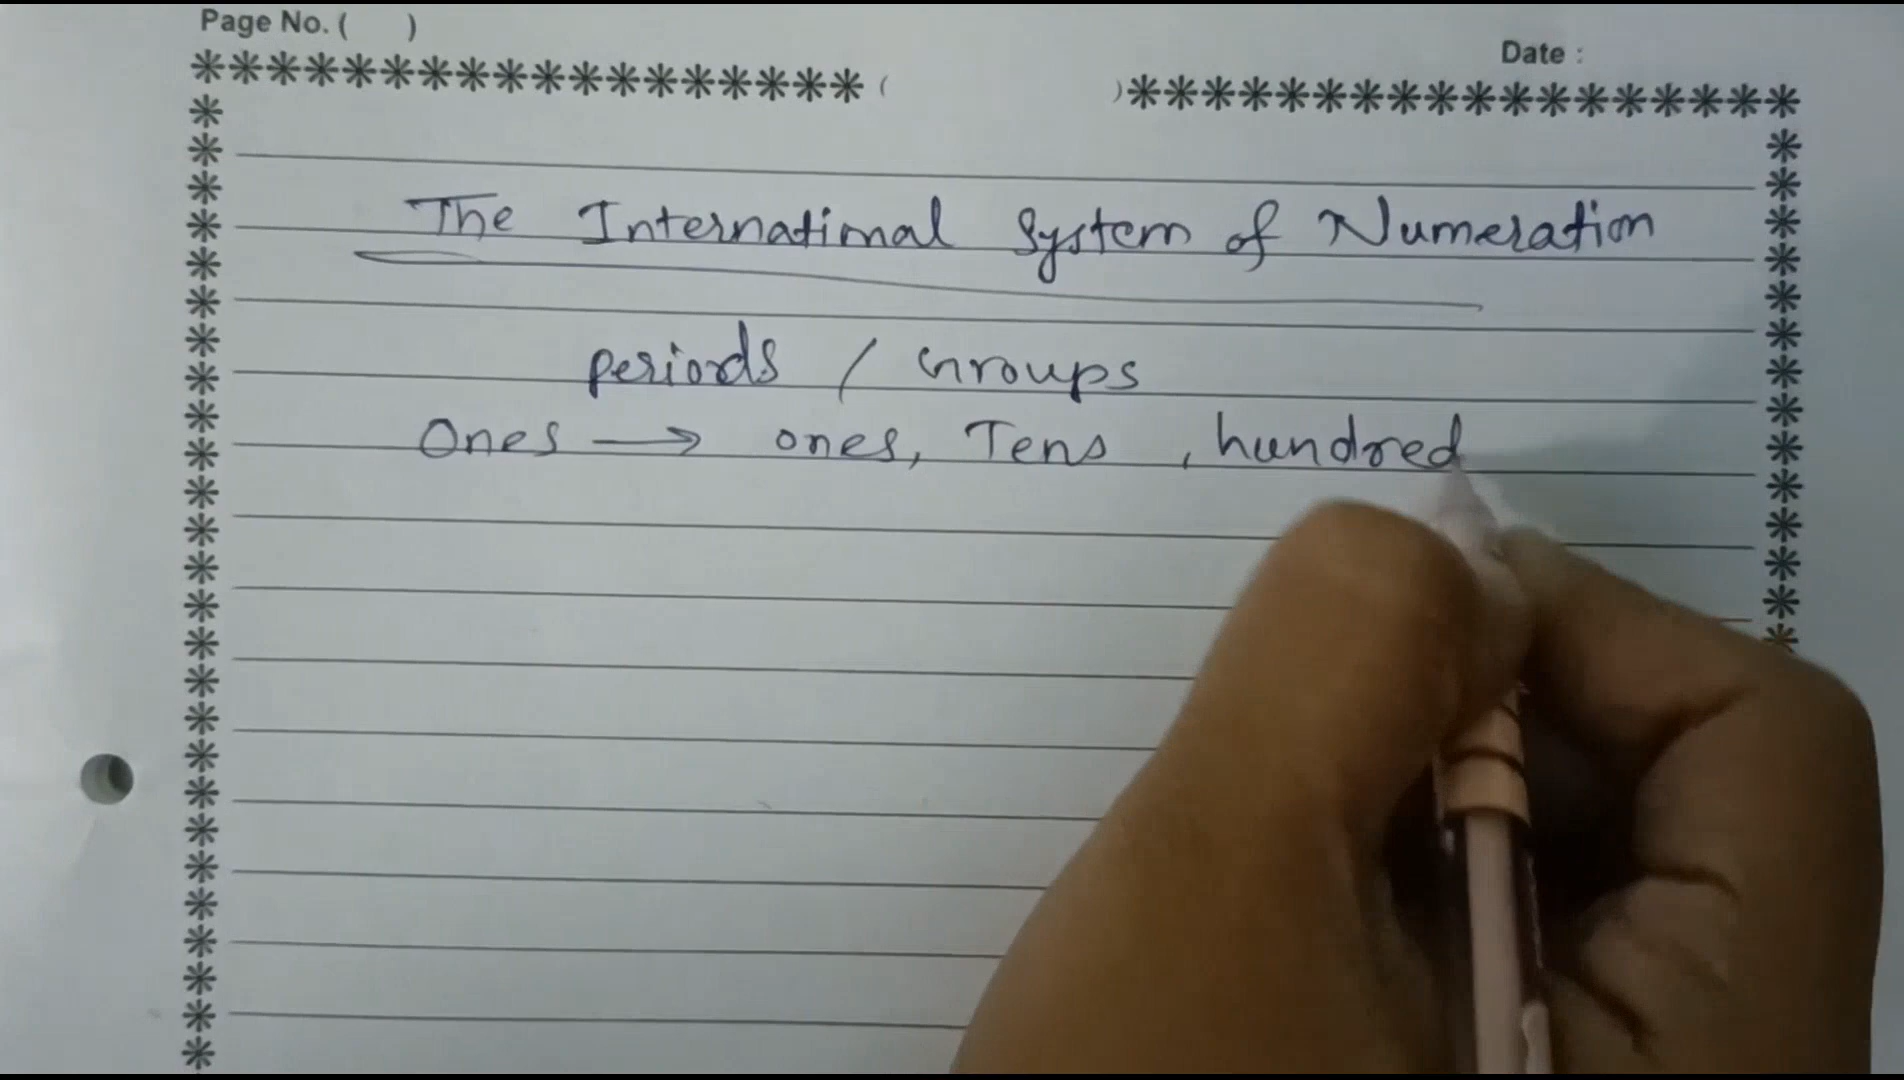 Page No. ( )
Date :
The International System of Numeration
periods / Groups
Ones → ones, Tens , hundred